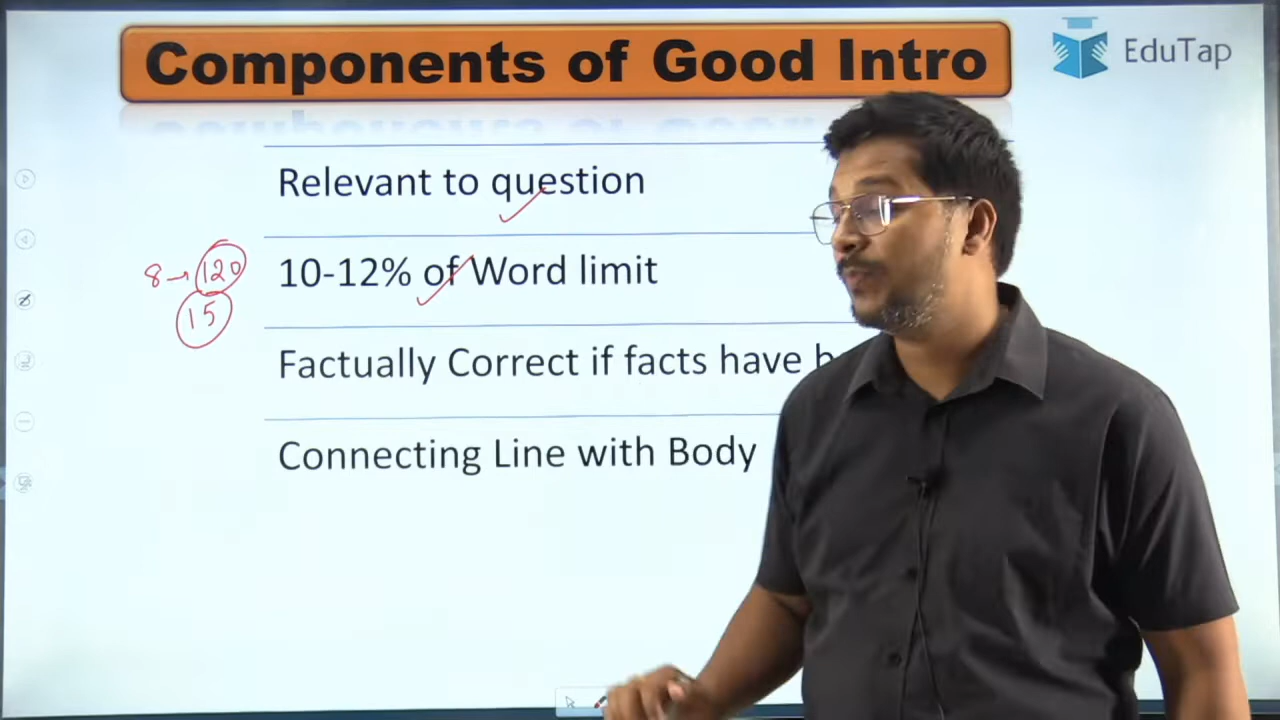 Components of Good Intro
EduTap
Relevant to question
8 → 120
10-12% of Word limit
15
Factually Correct if facts have
Connecting Line with Body